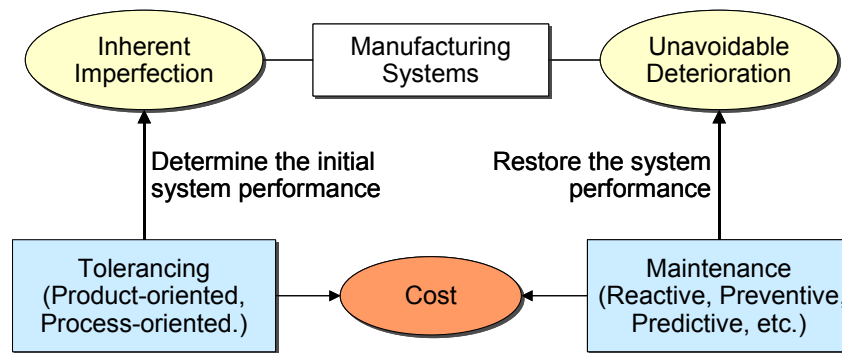 Inherent
Imperfection
Manufacturing
Systems
Unavoidable
Deterioration
Determine the initial
system performance
Restore the system
performance
Tolerancing
(Product-oriented,
Process-oriented.)
Cost
Maintenance
(Reactive, Preventive,
Predictive, etc.)